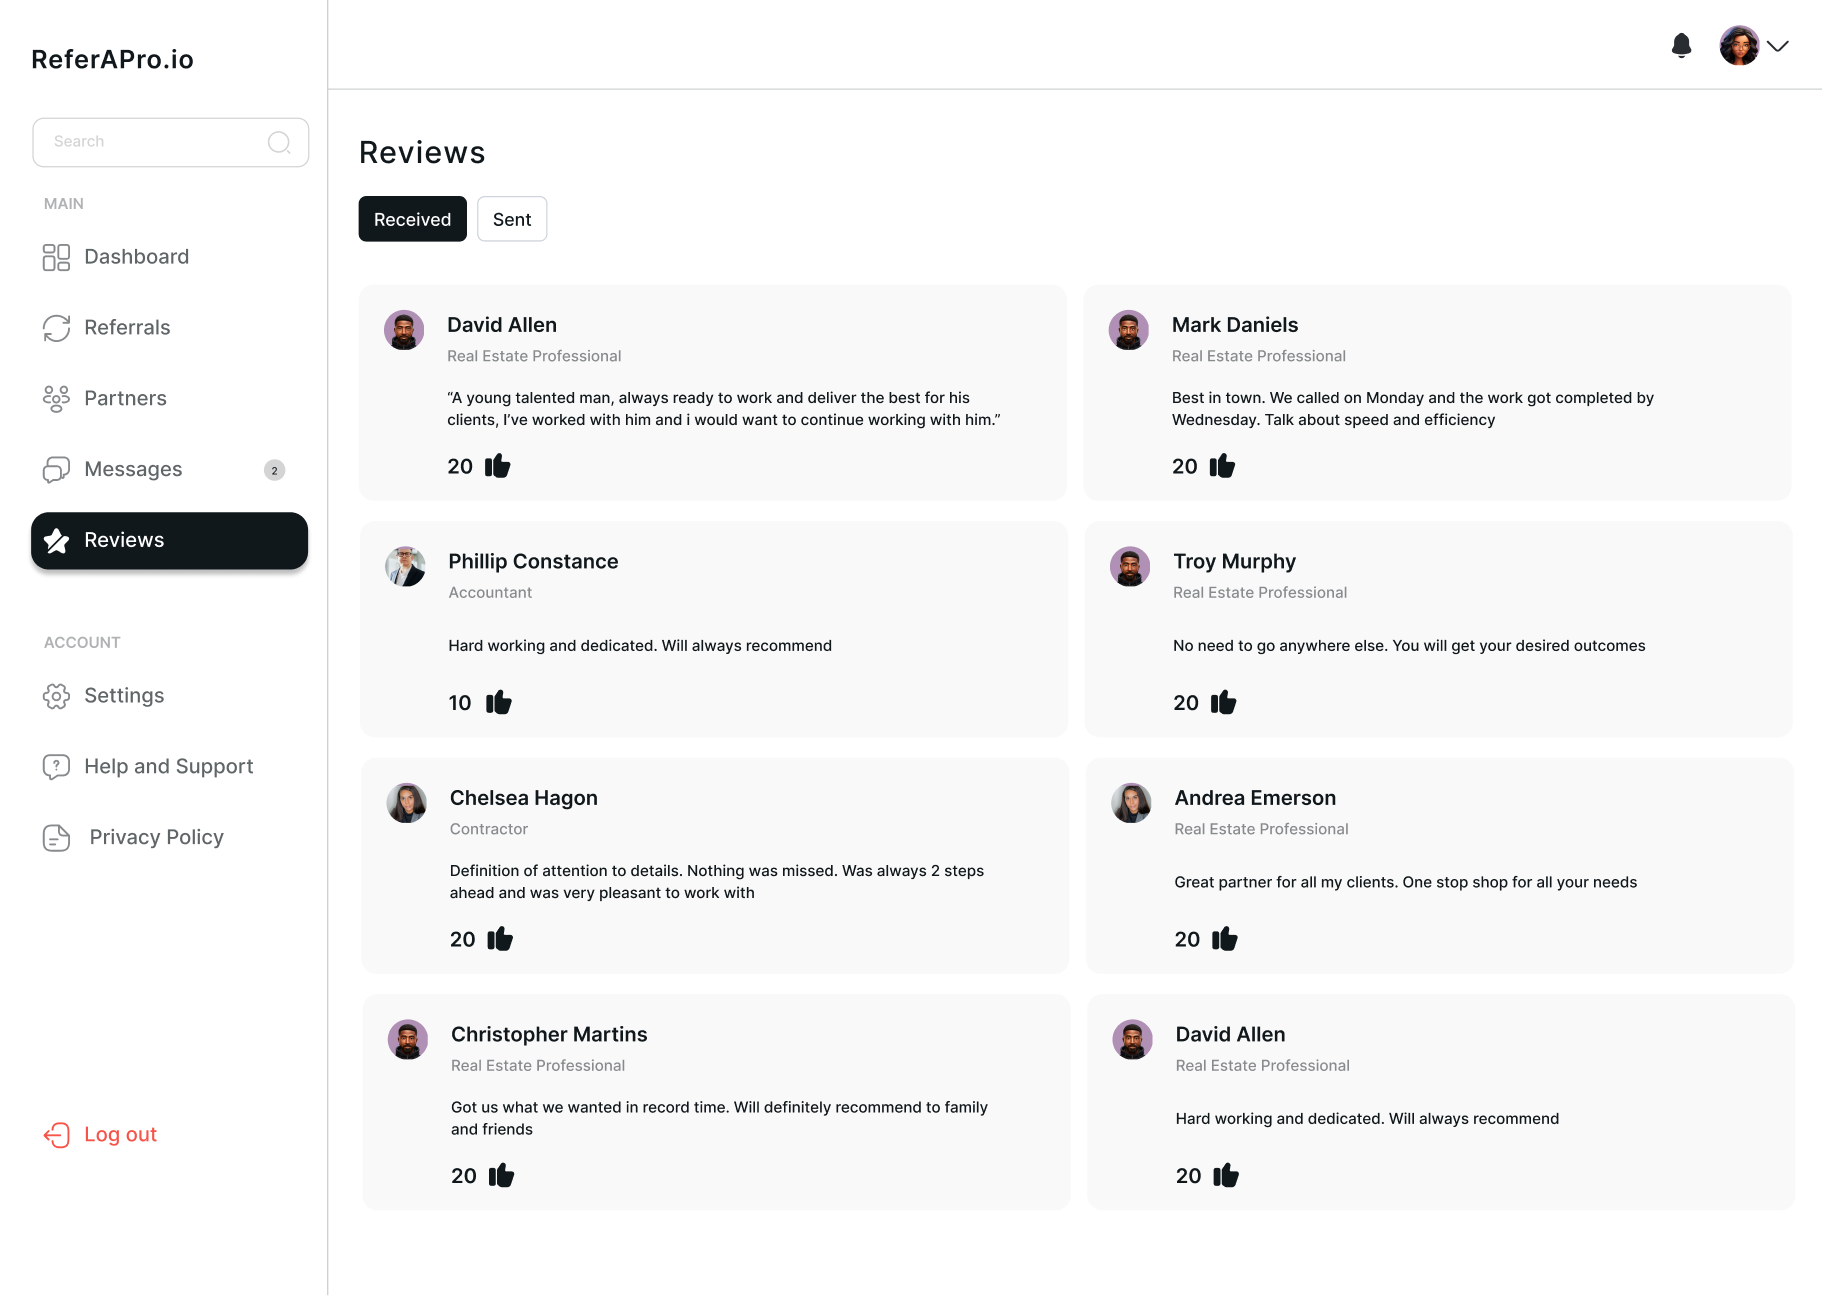 ReferAPro.io
Search
MAIN
Dashboard
Referrals
Partners
Messages
2
Reviews
ACCOUNT
Settings
Help and Support
Privacy Policy
Log out
Reviews
Received
Sent
David Allen
Real Estate Professional
“A young talented man, always ready to work and deliver the best for his
clients, I’ve worked with him and i would want to continue working with him.”
20
Mark Daniels
Real Estate Professional
Best in town. We called on Monday and the work got completed by
Wednesday. Talk about speed and efficiency
20
Phillip Constance
Accountant
Hard working and dedicated. Will always recommend
10
Troy Murphy
Real Estate Professional
No need to go anywhere else. You will get your desired outcomes
20
Chelsea Hagon
Contractor
Definition of attention to details. Nothing was missed. Was always 2 steps
ahead and was very pleasant to work with
20
Andrea Emerson
Real Estate Professional
Great partner for all my clients. One stop shop for all your needs
20
Christopher Martins
Real Estate Professional
Got us what we wanted in record time. Will definitely recommend to family
and friends
20
David Allen
Real Estate Professional
Hard working and dedicated. Will always recommend
20